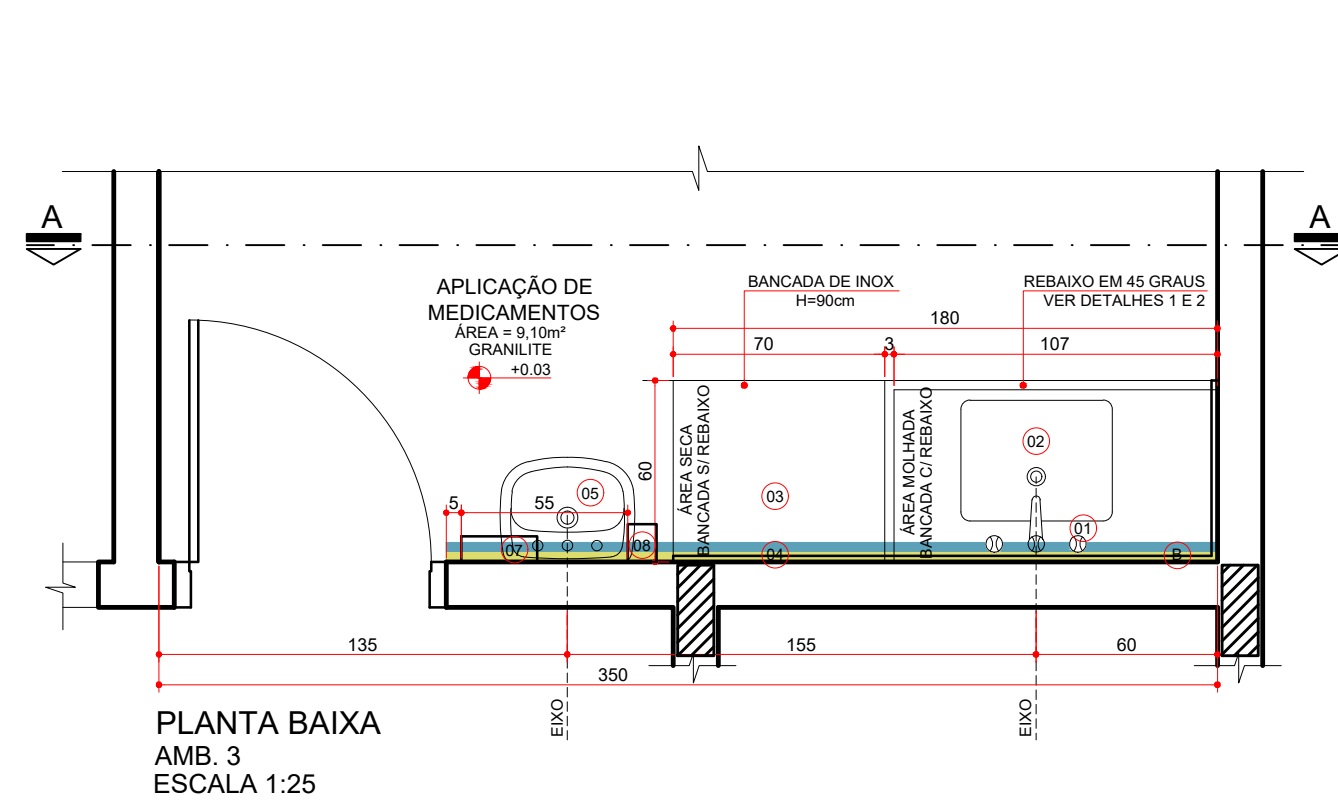 A
A
APLICAÇÃO DE
MEDICAMENTOS
ÁREA = 9,10m²
GRANILITE
+0.03
BANCADA DE INOX
H=90cm
REBAIXO EM 45 GRAUS
VER DETALHES 1 E 2
180
70
3
107
60
ÁREA SECA
BANCADA S/ REBAIXO
ÁREA MOLHADA
BANCADA C/ REBAIXO
02
03
05
5
55
01
07
08
04
B
135
155
60
350
EIXO
EIXO
PLANTA BAIXA
AMB. 3
ESCALA 1:25